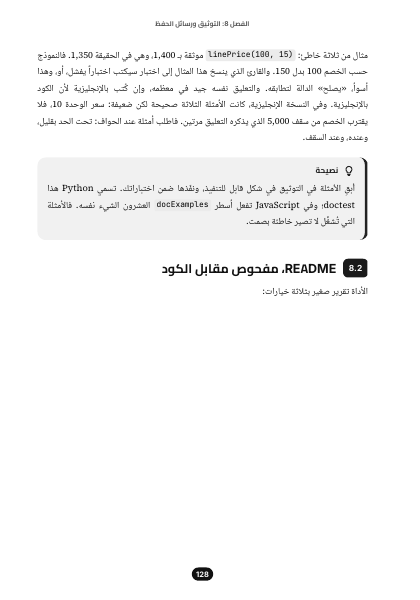 الفصل 8: التوثيق ورسائل الحفظ
مثال من ثلاثة خاطئ: linePrice(100, 15) موثقة بـ 1,400، وهي في الحقيقة 1,350. فالنموذج
حسب الخصم 100 بدل 150. والقارئ الذي ينسخ هذا المثال إلى اختبار سيكتب اختباراً يفشل، أو، وهذا
أسوأ، «يصلح» الدالة لتطابقه. والتعليق نفسه جيد في معظمه، وإن كُتب بالإنجليزية لأن الكود
بالإنجليزية. وفي النسخة الإنجليزية، كانت الأمثلة الثلاثة صحيحة لكن ضعيفة: سعر الوحدة 10، فلا
يقترب الخصم من سقف 5,000 الذي يذكره التعليق مرتين. فاطلب أمثلة عند الحواف: تحت الحد بقليل،
وعنده، وعند السقف.
نصيحة
أبقِ الأمثلة في التوثيق في شكل قابل للتنفيذ، ونفّذها ضمن اختباراتك. تسمي Python هذا
doctest؛ وفي JavaScript تفعل أسطر docExamples العشرون الشيء نفسه. فالأمثلة
التي تُشغَّل لا تصير خاطئة بصمت.
8.2 README، مفحوص مقابل الكود
الأداة تقرير صغير بثلاثة خيارات:
128